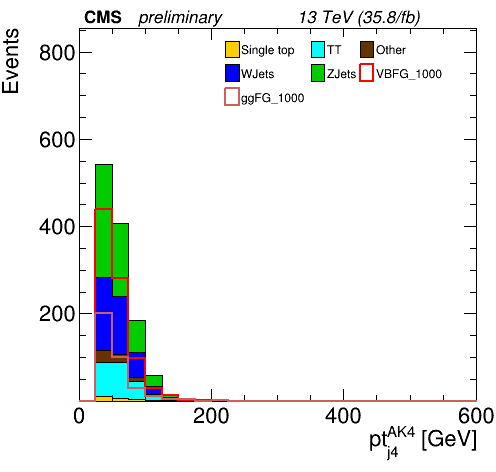 CMS preliminary 13 TeV (35.8/fb)
Events
Single top TT Other
WJets ZJets VBFG_1000
ggFG_1000
800
600
400
200
0 200 400 600
pt_{j4}^{AK4} [GeV]